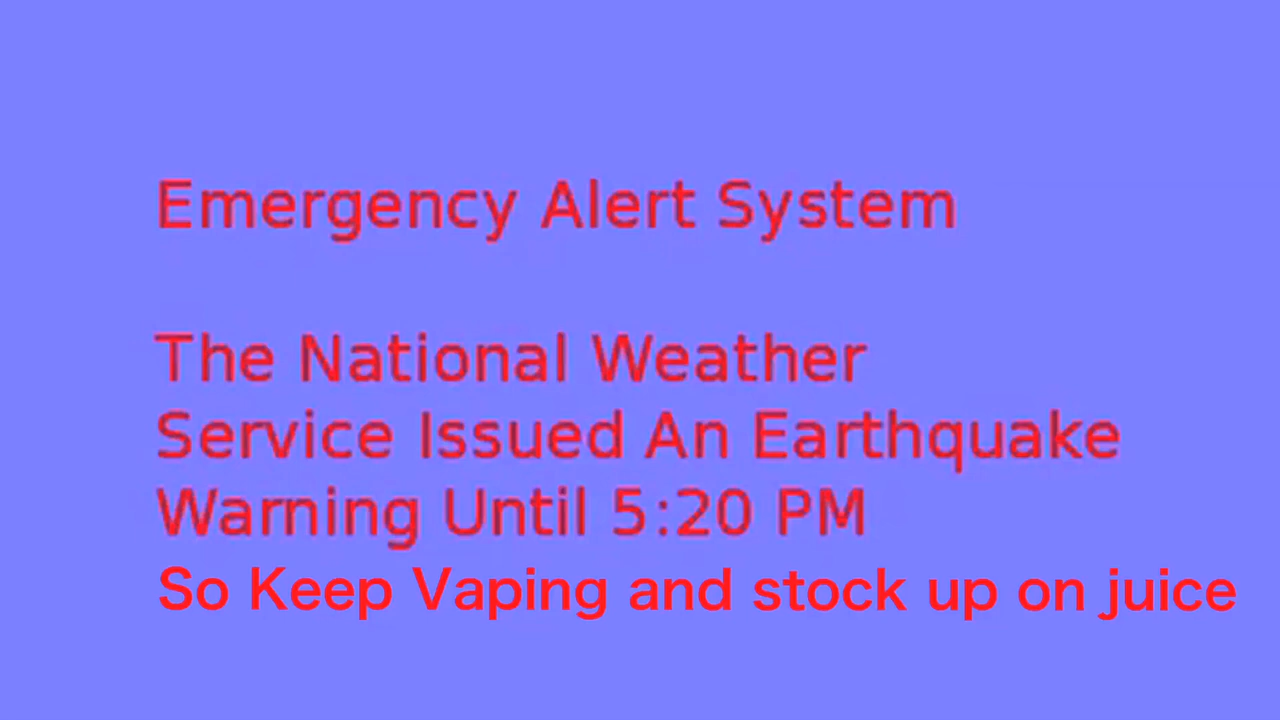 Emergency Alert System
The National Weather
Service Issued An Earthquake
Warning Until 5:20 PM
So Keep Vaping and stock up on juice